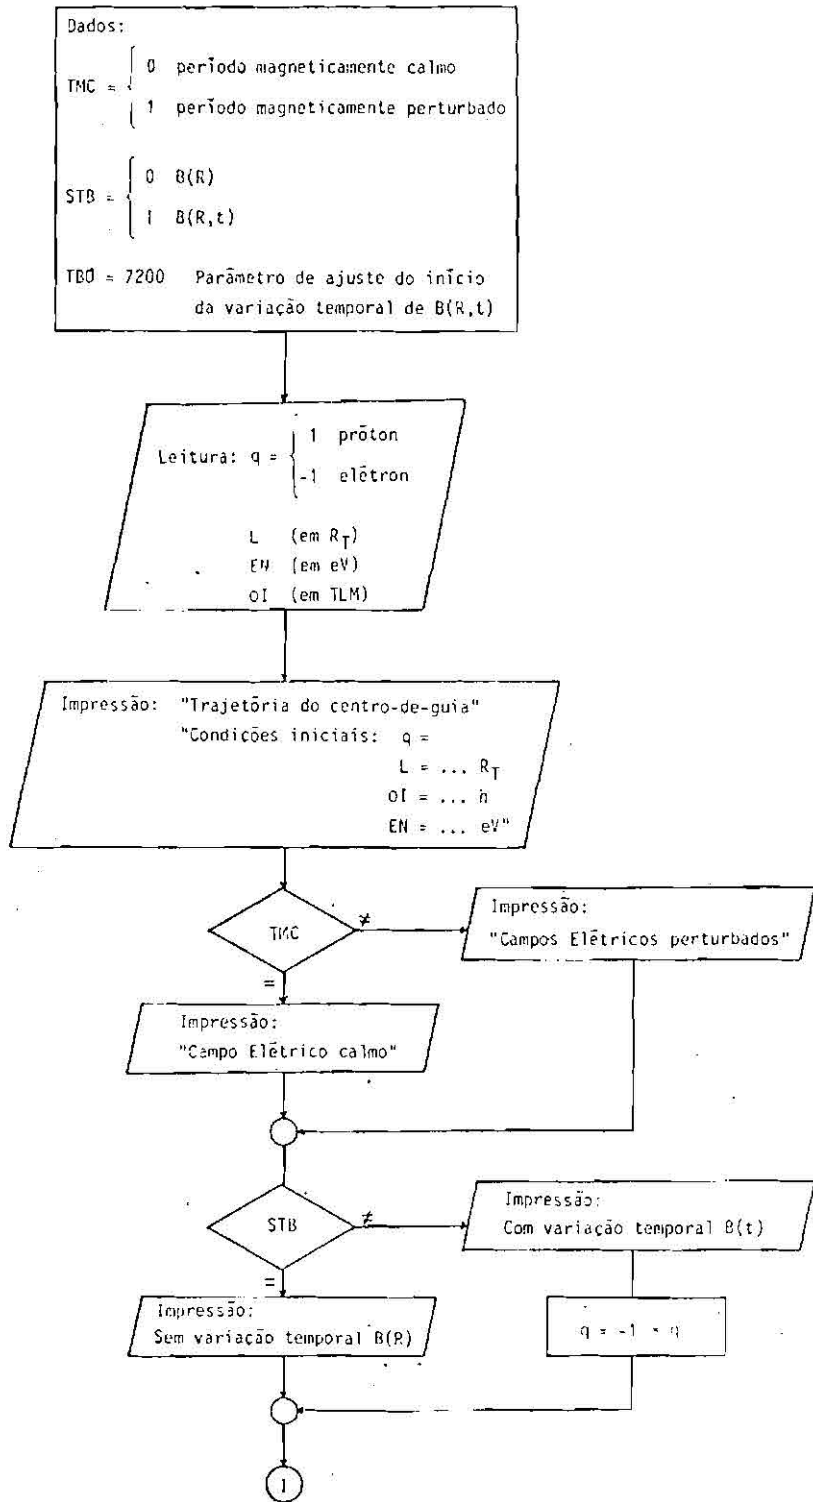 Dados:
TMC =
0 período magneticamente calmo
1 período magneticamente perturbado
STB =
0 B(R)
1 B(R,t)
TBO = 7200 Parâmetro de ajuste do início
da variação temporal de B(R,t)
Leitura: q =
1 próton
-1 elétron
L (em R_T)
EN (em eV)
OI (em TLM)
Impressão: "Trajetória do centro-de-guia"
"Condições iniciais: q =
L = ... R_T
OI = ... h
EN = ... eV"
TMC
≠
=
Impressão:
"Campos Elétricos perturbados"
Impressão:
"Campo Elétrico calmo"
STB
≠
=
Impressão:
Com variação temporal B(t)
Impressão:
Sem variação temporal B(R)
q = -1 * q
1